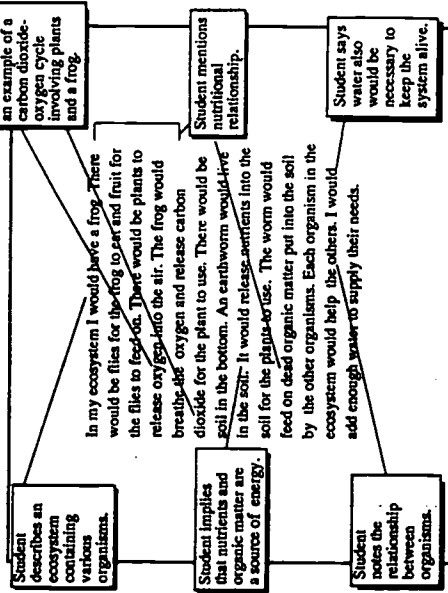 an example of a
carbon dioxide-
oxygen cycle
involving plants
and a frog.
Student mentions
nutritional
relationship.
Student says
water also
would be
necessary to
keep the
system alive.
In my ecosystem I would have a frog. There
would be flies for the frog to eat and fruit for
the flies to feed on. There would be plants to
release oxygen into the air. The frog would
breathe the oxygen and release carbon
dioxide for the plant to use. There would be
soil in the bottom. An earthworm would live
in the soil. It would release nutrients into the
soil for the plants to use. The worm would
feed on dead organic matter put into the soil
by the other organisms. Each organism in the
ecosystem would help the others. I would
add enough water to supply their needs.
Student
describes an
ecosystem
containing
various
organisms.
Student implies
that nutrients and
organic matter are
a source of energy.
Student
notes the
relationship
between
organisms.